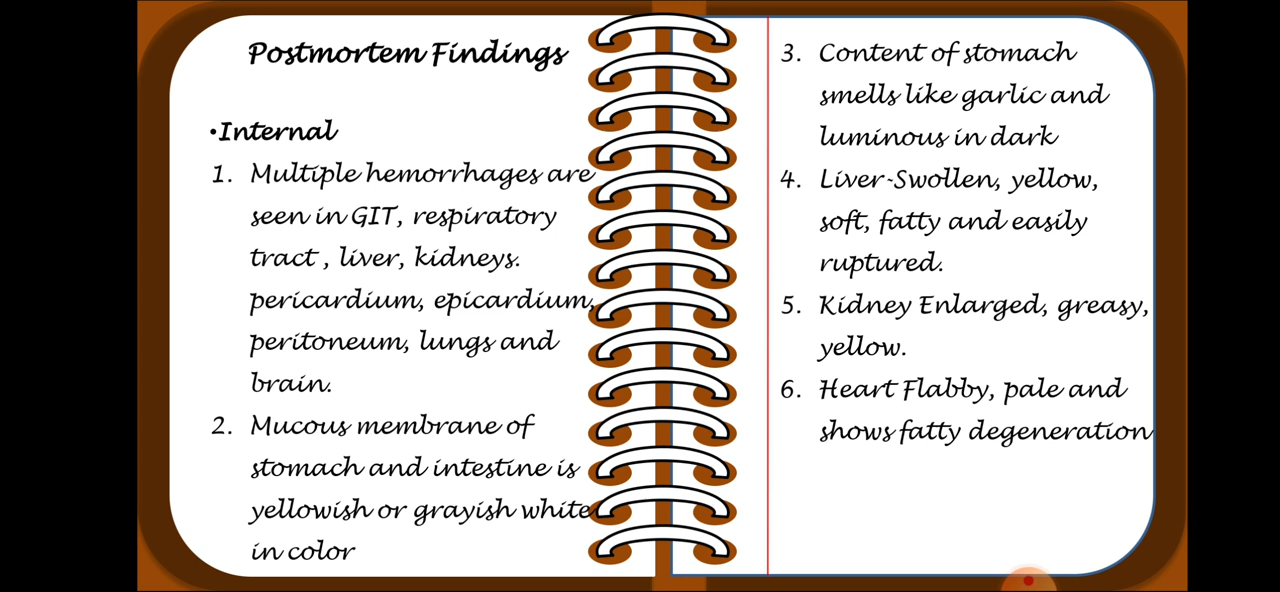 Postmortem Findings
•Internal
1. Multiple hemorrhages are
seen in GIT, respiratory
tract , liver, kidneys.
pericardium, epicardium,
peritoneum, lungs and
brain.
2. Mucous membrane of
stomach and intestine is
yellowish or grayish white
in color
3. Content of stomach
smells like garlic and
luminous in dark
4. Liver-Swollen, yellow,
soft, fatty and easily
ruptured.
5. Kidney Enlarged, greasy,
yellow.
6. Heart Flabby, pale and
shows fatty degeneration